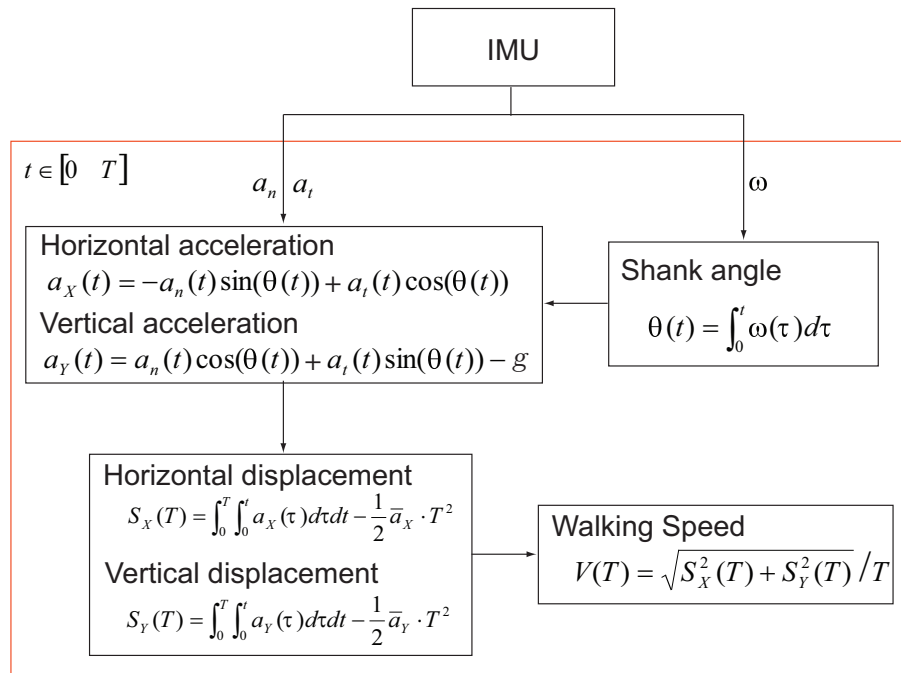 IMU
t ∈ [0 T]
a_n a_t
ω
Horizontal acceleration
a_X(t) = −a_n(t) sin(θ(t)) + a_t(t) cos(θ(t))
Vertical acceleration
a_Y(t) = a_n(t) cos(θ(t)) + a_t(t) sin(θ(t)) − g
Shank angle
θ(t) = ∫_0^t ω(τ)dτ
Horizontal displacement
S_X(T) = ∫_0^T ∫_0^t a_X(τ)dτdt − 1/2 a̅_X · T^2
Vertical displacement
S_Y(T) = ∫_0^T ∫_0^t a_Y(τ)dτdt − 1/2 a̅_Y · T^2
Walking Speed
V(T) = √(S_X^2(T) + S_Y^2(T)) / T